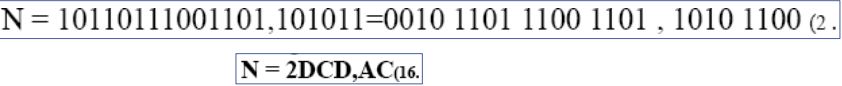 N = 10110111001101,101011=0010 1101 1100 1101 , 1010 1100 (2 .
N = 2DCD,AC(16.